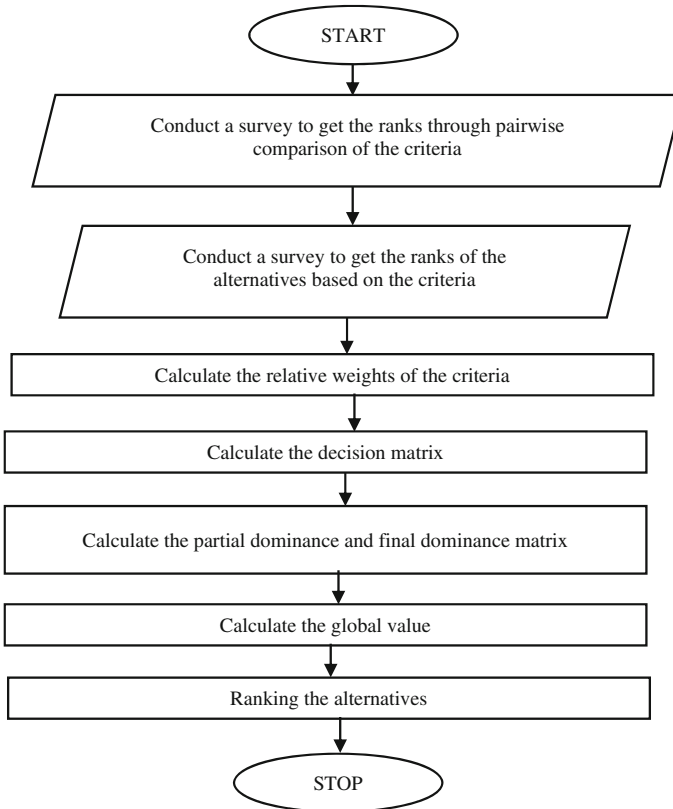 START
Conduct a survey to get the ranks through pairwise
comparison of the criteria
Conduct a survey to get the ranks of the
alternatives based on the criteria
Calculate the relative weights of the criteria
Calculate the decision matrix
Calculate the partial dominance and final dominance matrix
Calculate the global value
Ranking the alternatives
STOP